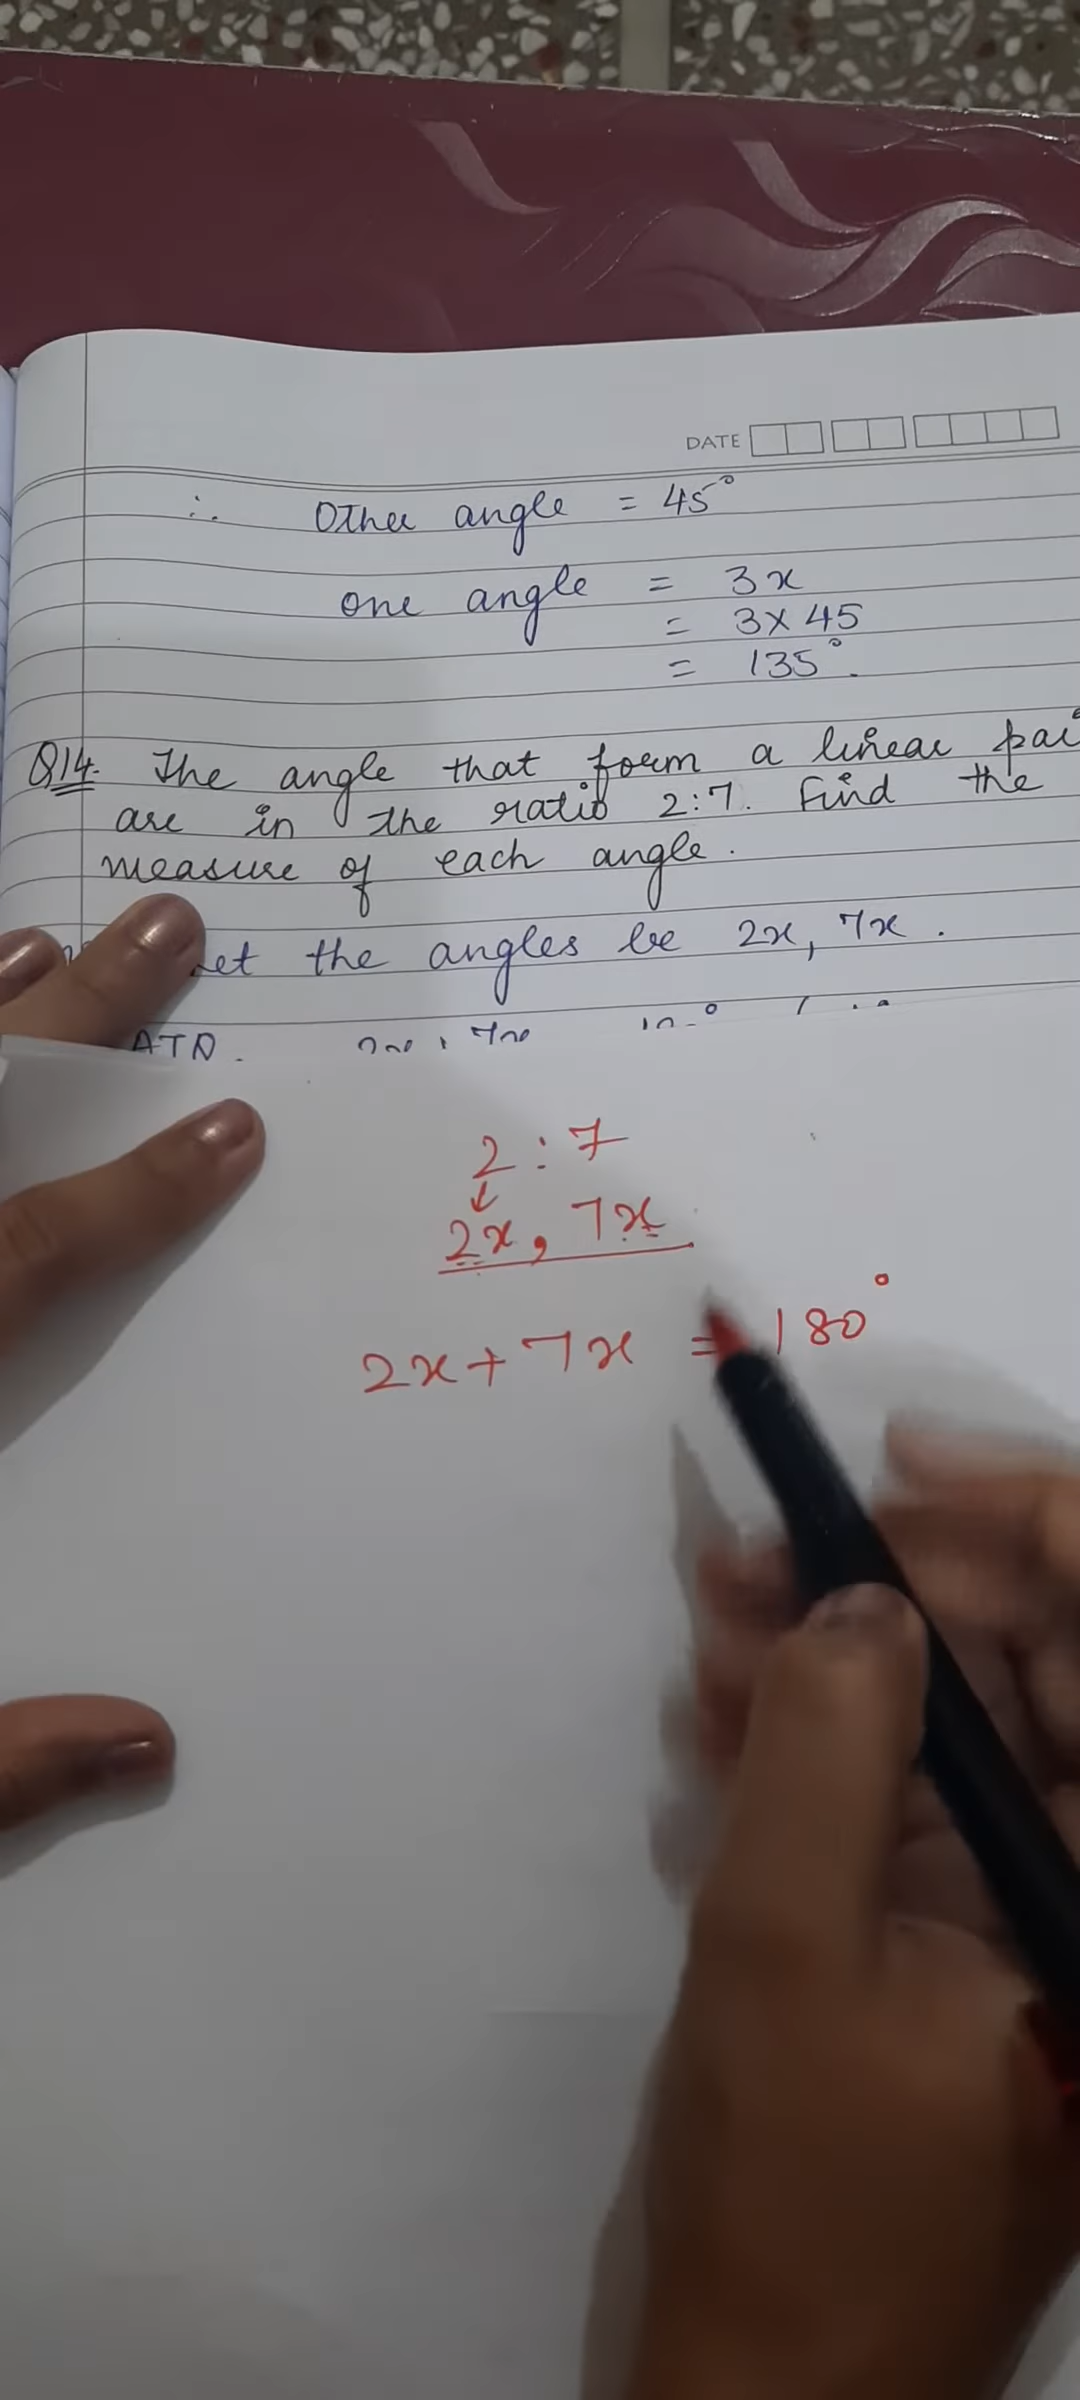 DATE
∴ Other angle = 45°
one angle = 3x
= 3×45
= 135°.
Q14. The angle that form a linear pai
are in the ratio 2:7. Find the
measure of each angle.
the angles be 2x, 7x.
2 : 7
↓
2x, 7x
2x + 7x = 180°